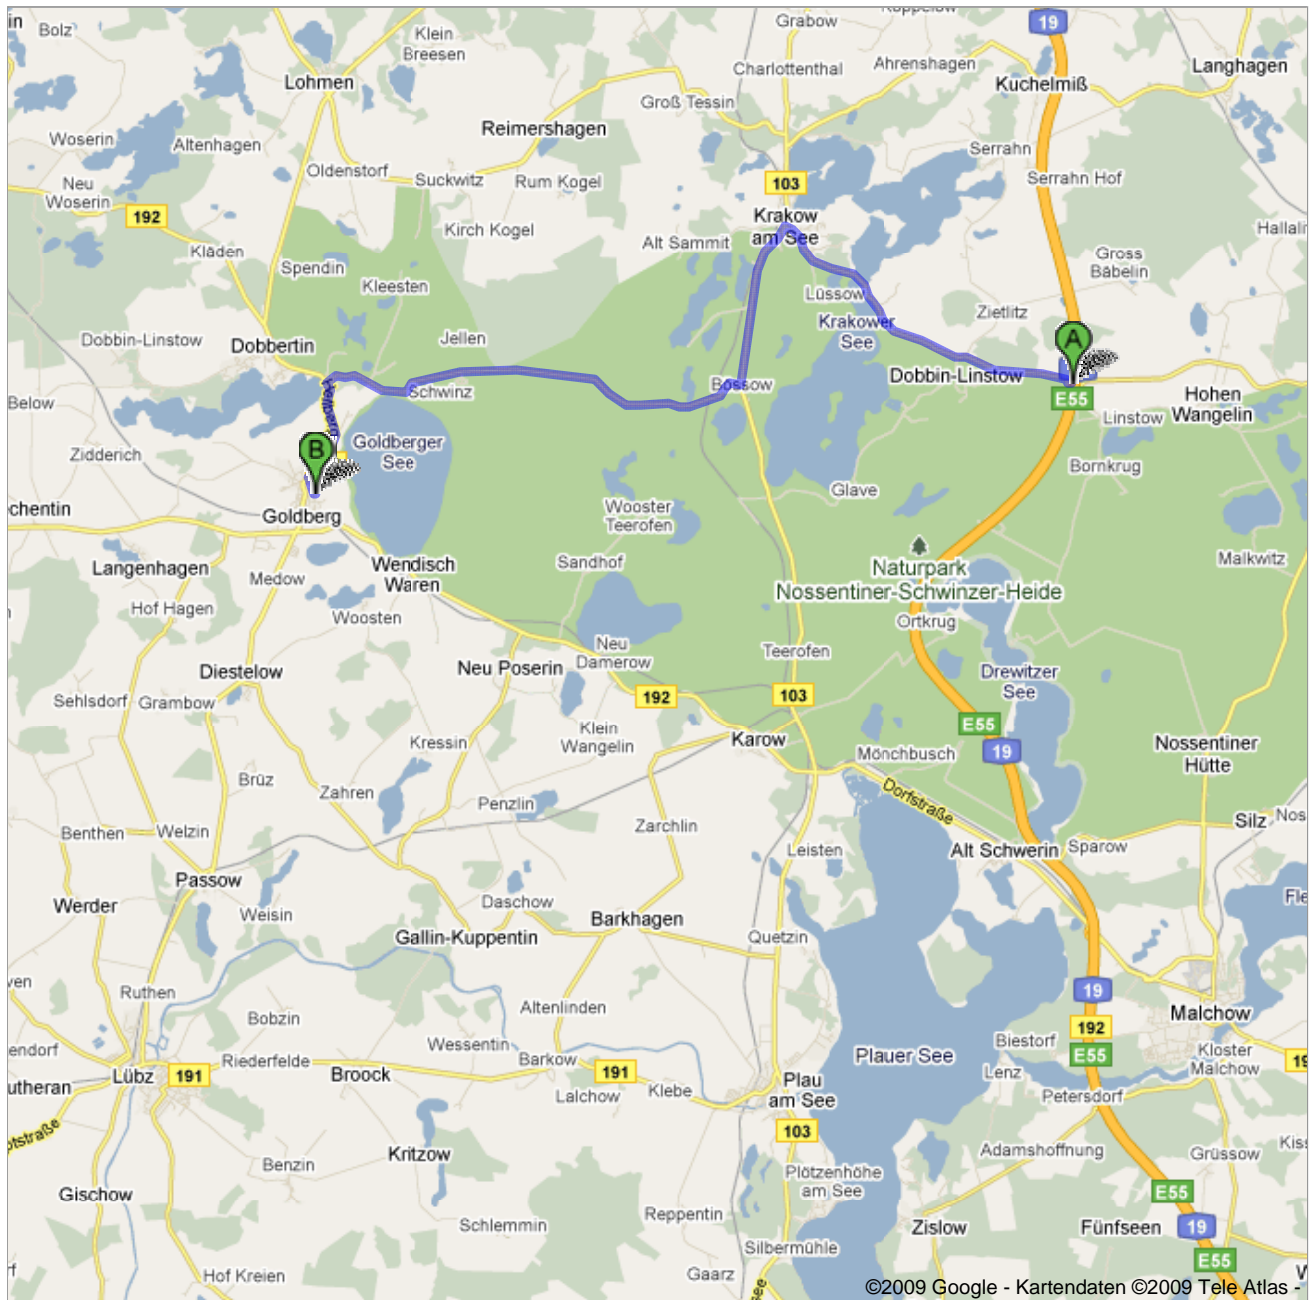 Bolz
Klein
Breesen
Grabow
19
Lohmen
Charlottenthal
Ahrenshagen
Langhagen
Kuchelmiß
Groß Tessin
Reimershagen
Woserin
Altenhagen
Serrahn
Oldenstorf
Suckwitz
Rum Kogel
Serrahn Hof
103
Neu
Woserin
192
Krakow
am See
Kirch Kogel
Alt Sammit
Kläden
Gross
Bäbelin
Spendin
Kleesten
Lüssow
Zietlitz
Krakower
See
Dobbin-Linstow
Dobbertin
Jellen
A
Dobbin-Linstow
Schwinz
Bossow
E55
Hohen
Wangelin
Below
Linstow
Goldberger
See
B
Zidderich
Bornkrug
Glave
Goldberg
Wooster
Teerofen
Langenhagen
Wendisch
Waren
Sandhof
Naturpark
Nossentiner-Schwinzer-Heide
Malkwitz
Medow
Hof Hagen
Woosten
Ortkrug
Neu
Damerow
Teerofen
Diestelow
Neu Poserin
Drewitzer
See
Sehlsdorf
Grambow
192
103
E55
19
Klein
Wangelin
Karow
Kressin
Mönchbusch
Nossentiner
Hütte
Brüz
Zahren
Penzlin
Dorfstraße
Zarchlin
Benthen
Welzin
Silz
Leisten
Alt Schwerin
Sparow
Passow
Werder
Weisin
Daschow
Barkhagen
Gallin-Kuppentin
Quetzin
Ruthen
19
Altenlinden
Bobzin
Malchow
192
Wessentin
Biestorf
Plauer See
E55
Kloster
Malchow
Riederfelde
Barkow
191
Lübz
191
Broock
Lenz
Klebe
Plau
am See
Lalchow
Petersdorf
103
Kritzow
Adamshoffnung
Grüssow
Benzin
Plötzenhöhe
am See
Gischow
E55
Reppentin
Schlemmin
Zislow
Fünfseen
19
Silbermühle
E55
Gaarz
Hof Kreien
©2009 Google - Kartendaten ©2009 Tele Atlas -